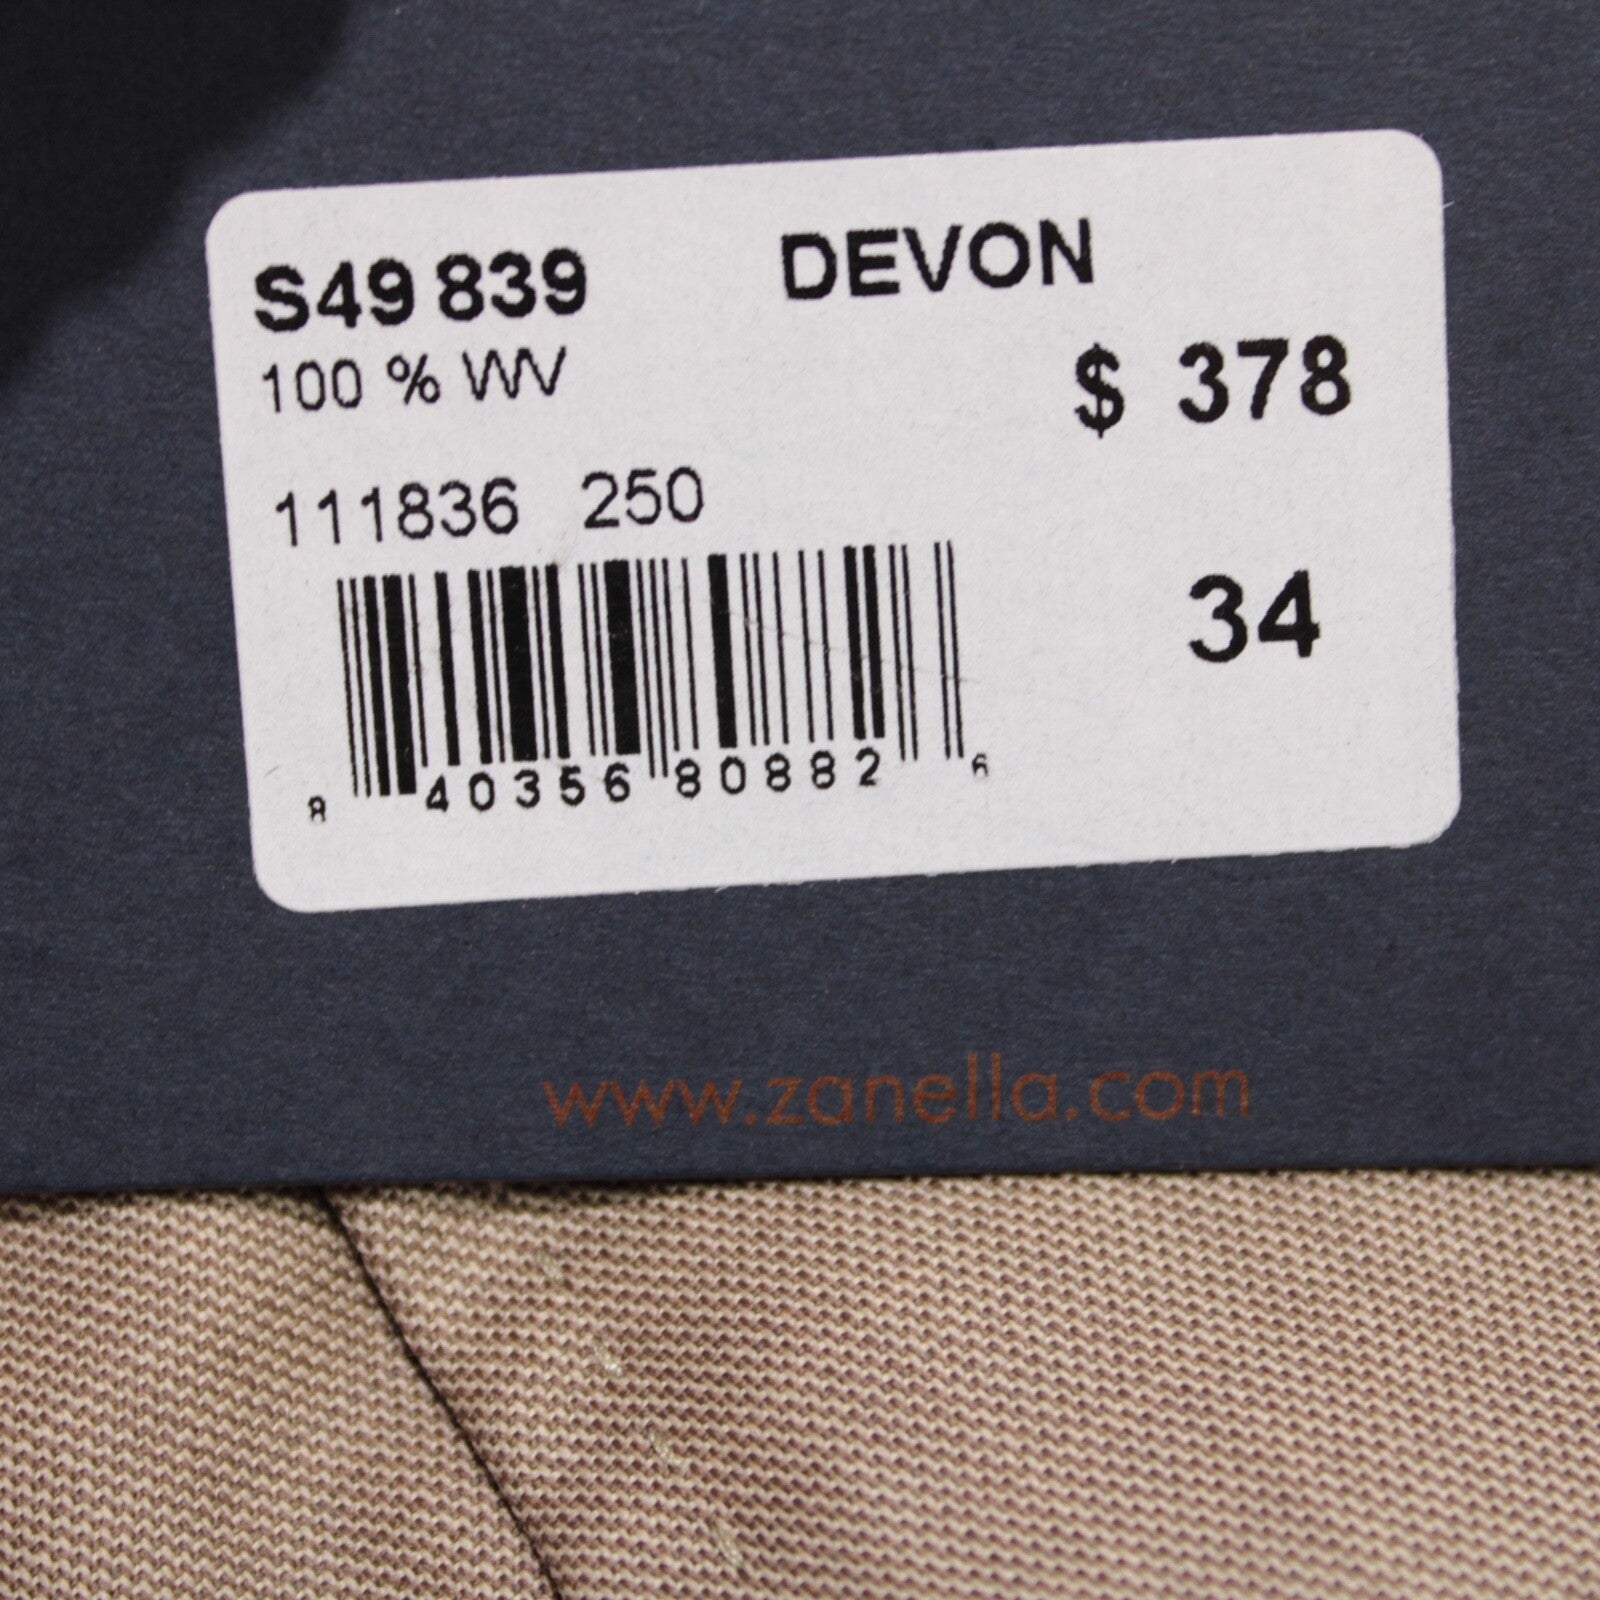 S49 839 DEVON
100 % WV
$ 378
111836 250
34
8 40356 80882 6
www.zanella.com